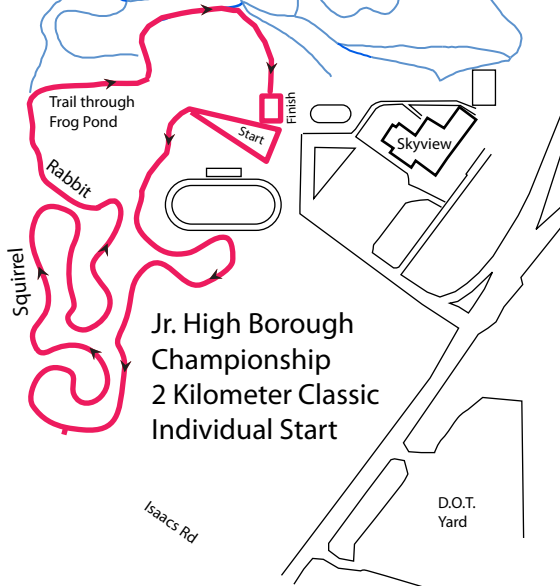 Finish
Trail through
Frog Pond
Start
Skyview
Rabbit
Squirrel
Jr. High Borough
Championship
2 Kilometer Classic
Individual Start
Isaacs Rd
D.O.T.
Yard